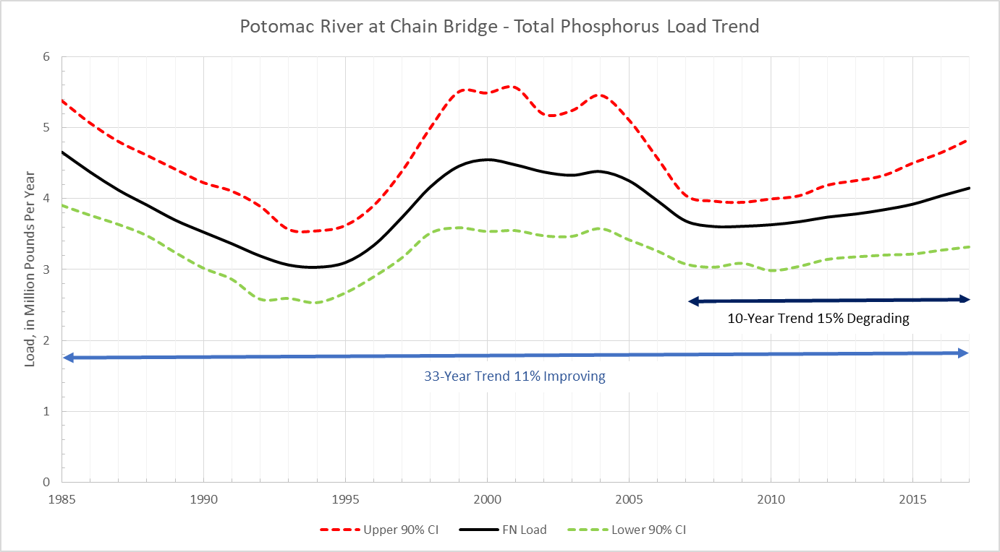 Potomac River at Chain Bridge - Total Phosphorus Load Trend
Load, in Million Pounds Per Year
6
5
4
3
2
1
0
10-Year Trend 15% Degrading
33-Year Trend 11% Improving
1985 1990 1995 2000 2005 2010 2015
Upper 90% CI FN Load Lower 90% CI